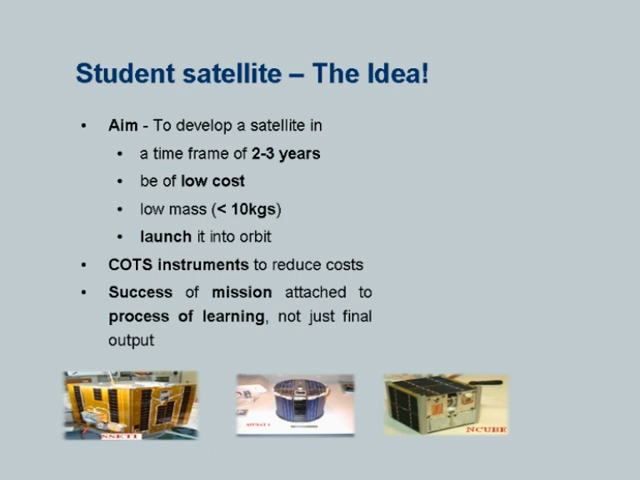 Student satellite – The Idea!
• Aim - To develop a satellite in
• a time frame of 2-3 years
• be of low cost
• low mass (< 10kgs)
• launch it into orbit
• COTS instruments to reduce costs
• Success of mission attached to
process of learning, not just final
output
SSETI
NCUBE